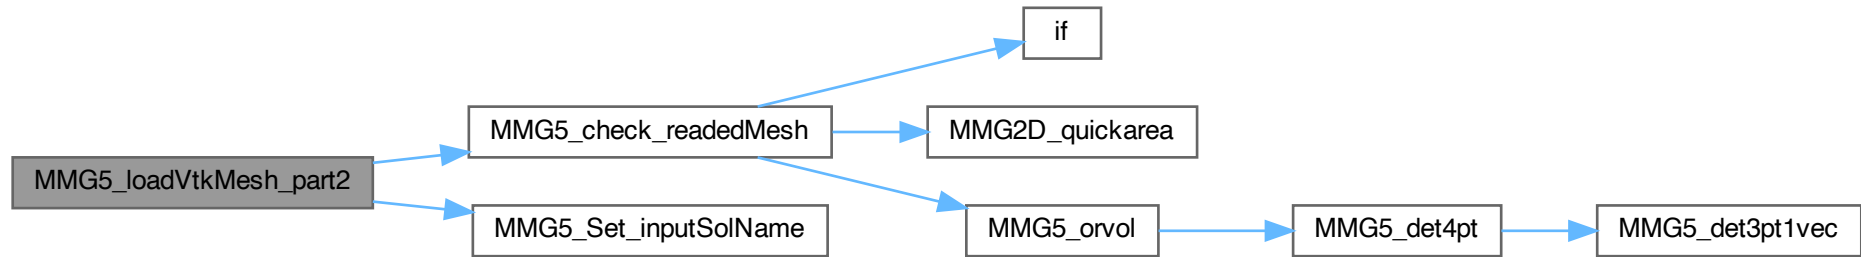 if
MMG5_check_readedMesh
MMG2D_quickarea
MMG5_loadVtkMesh_part2
MMG5_Set_inputSolName
MMG5_orvol
MMG5_det4pt
MMG5_det3pt1vec